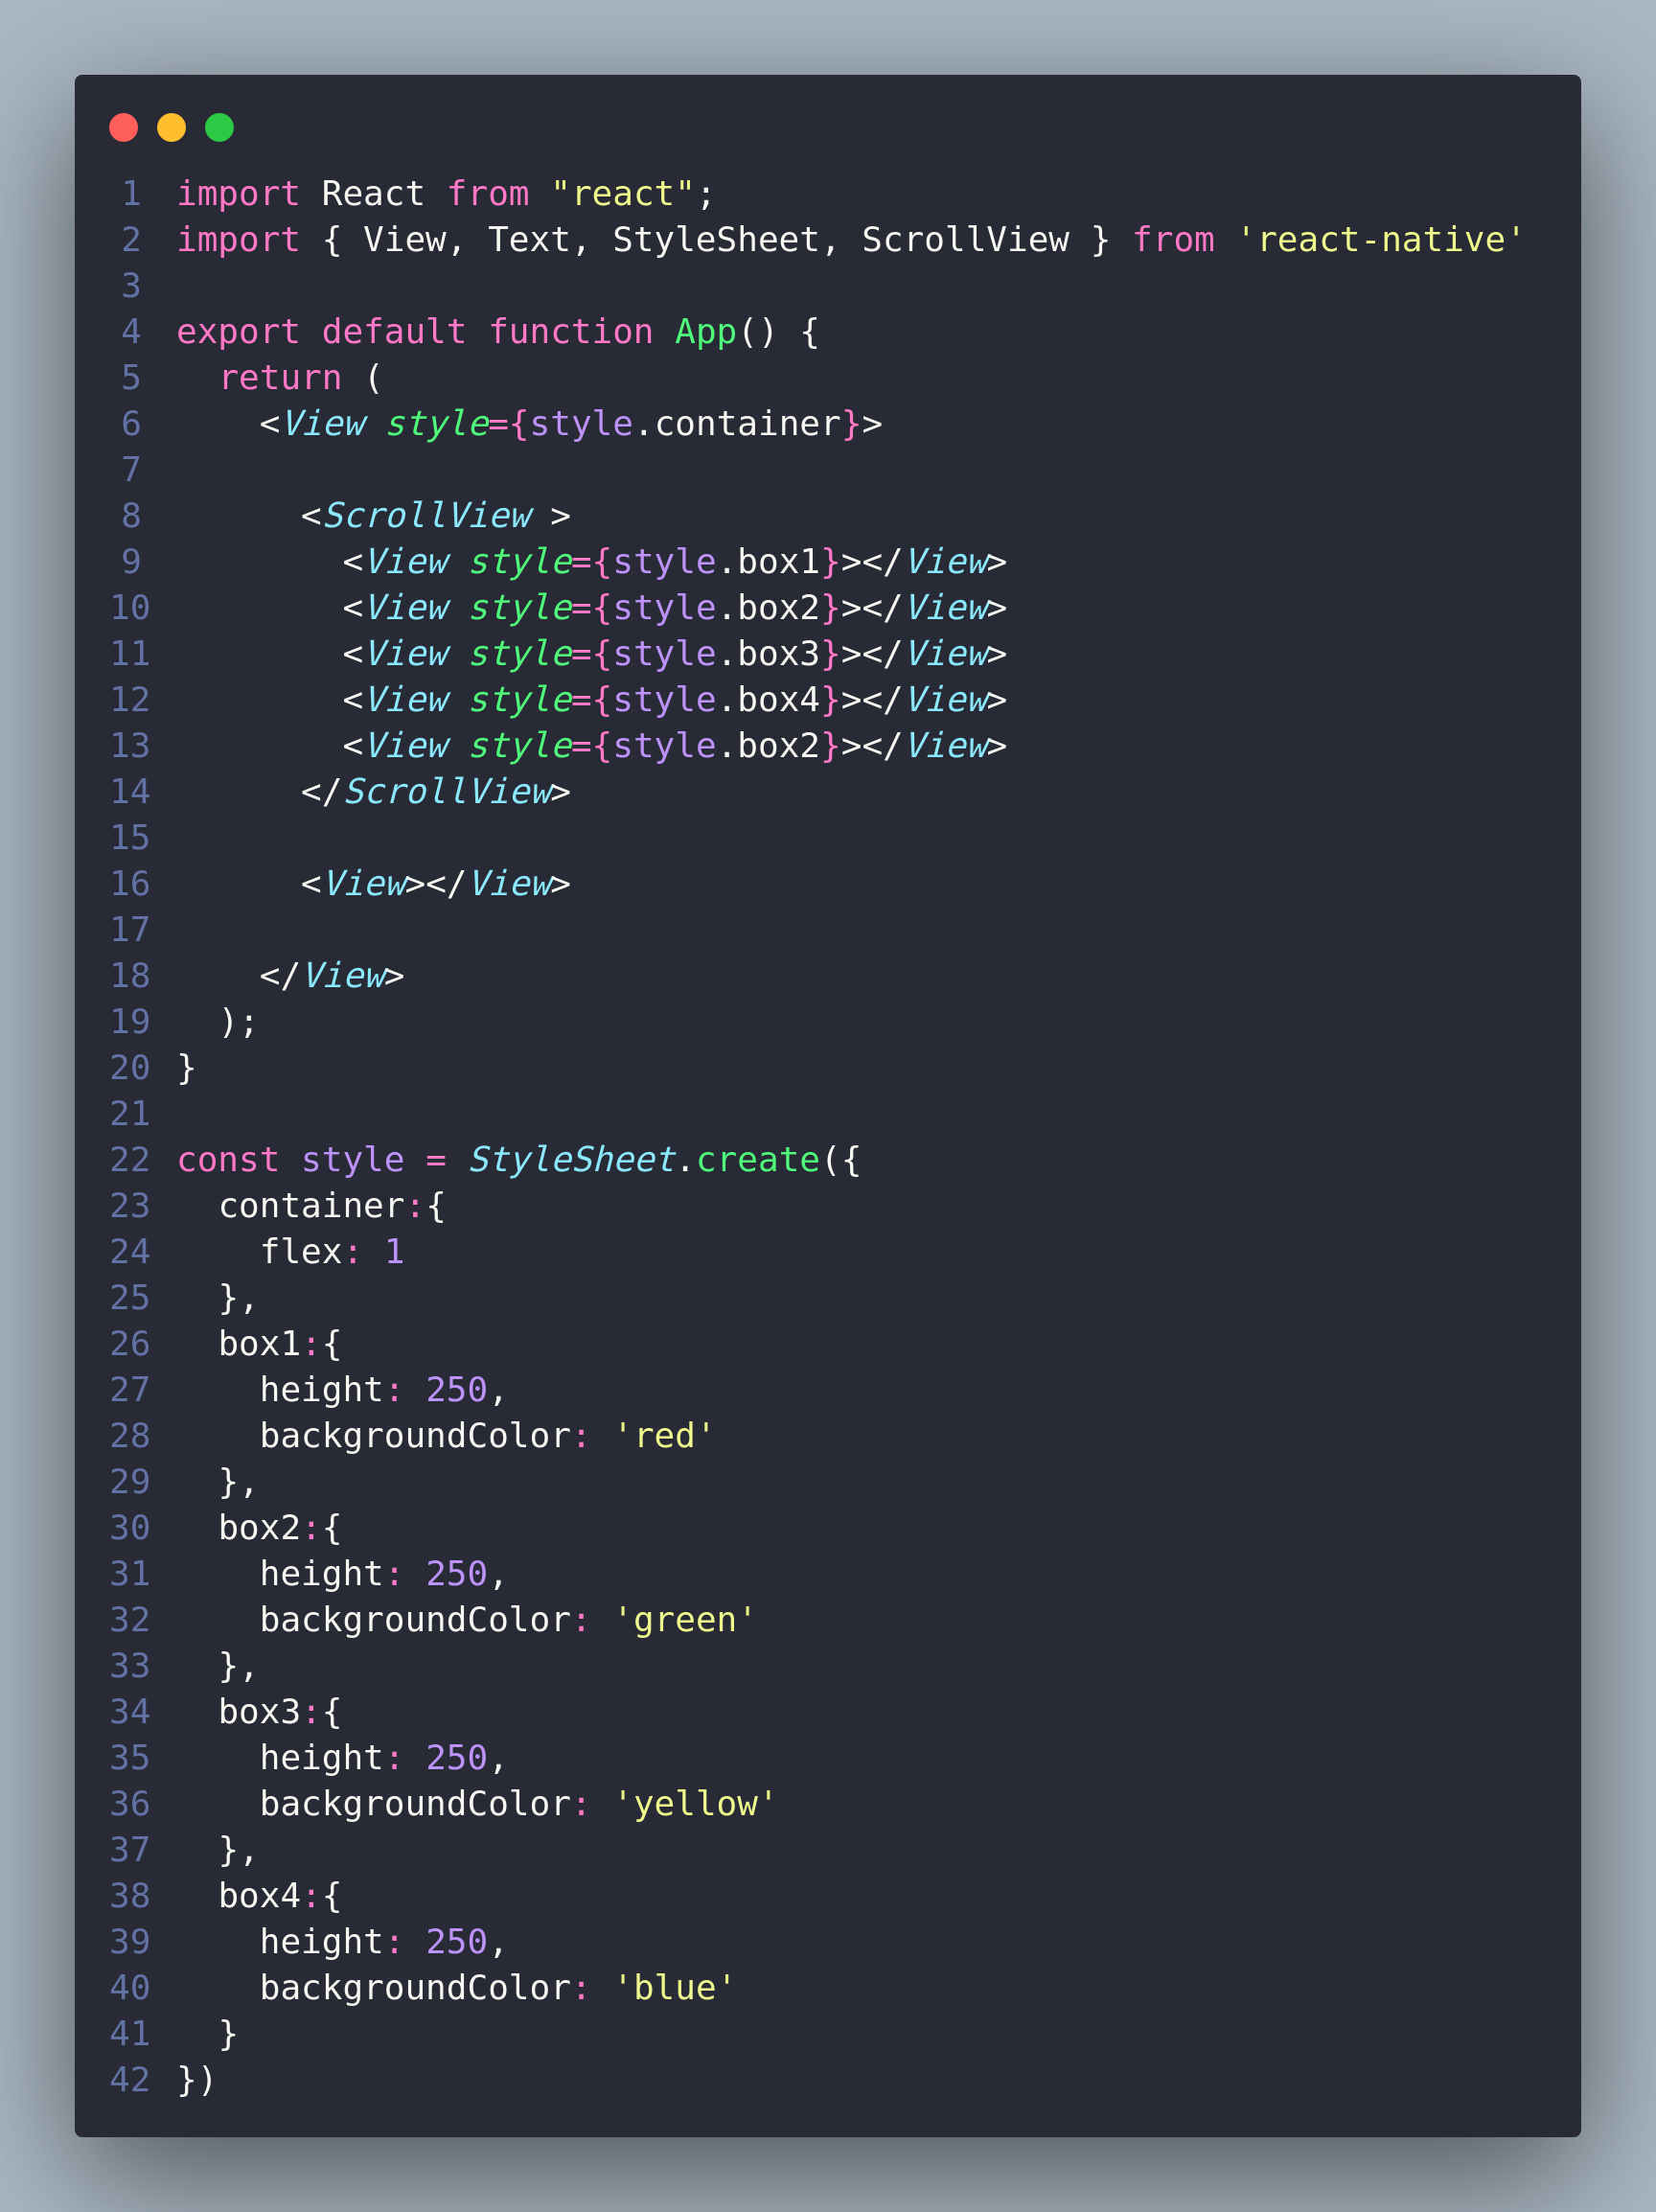 1 import React from "react";
2 import { View, Text, StyleSheet, ScrollView } from 'react-native'
3
4 export default function App() {
5   return (
6     <View style={style.container}>
7
8       <ScrollView >
9         <View style={style.box1}></View>
10         <View style={style.box2}></View>
11         <View style={style.box3}></View>
12         <View style={style.box4}></View>
13         <View style={style.box2}></View>
14       </ScrollView>
15
16       <View></View>
17
18     </View>
19   );
20 }
21
22 const style = StyleSheet.create({
23   container:{
24     flex: 1
25   },
26   box1:{
27     height: 250,
28     backgroundColor: 'red'
29   },
30   box2:{
31     height: 250,
32     backgroundColor: 'green'
33   },
34   box3:{
35     height: 250,
36     backgroundColor: 'yellow'
37   },
38   box4:{
39     height: 250,
40     backgroundColor: 'blue'
41   }
42 })